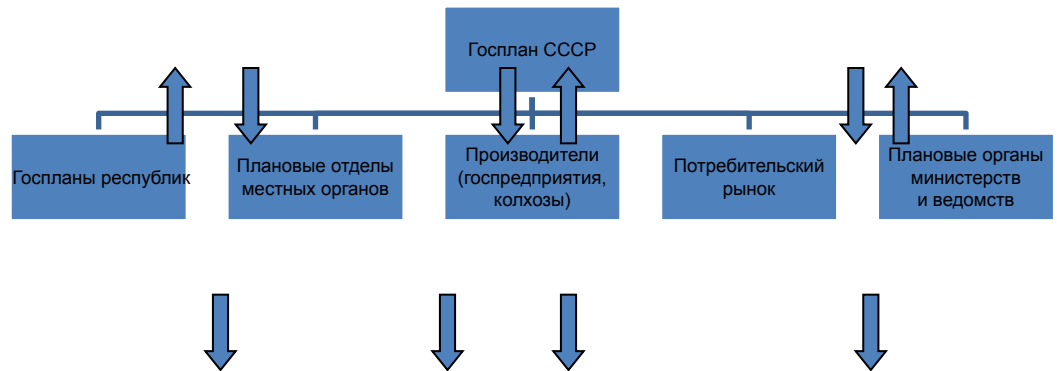 Госплан СССР
Госпланы республик
Плановые отделы
местных органов
Производители
(госпредприятия,
колхозы)
Потребительский
рынок
Плановые органы
министерств
и ведомств